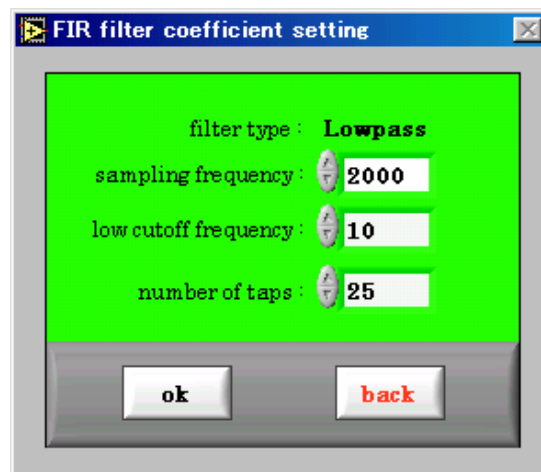 FIR filter coefficient setting
filter type : Lowpass
sampling frequency : 2000
low cutoff frequency : 10
number of taps : 25
ok back